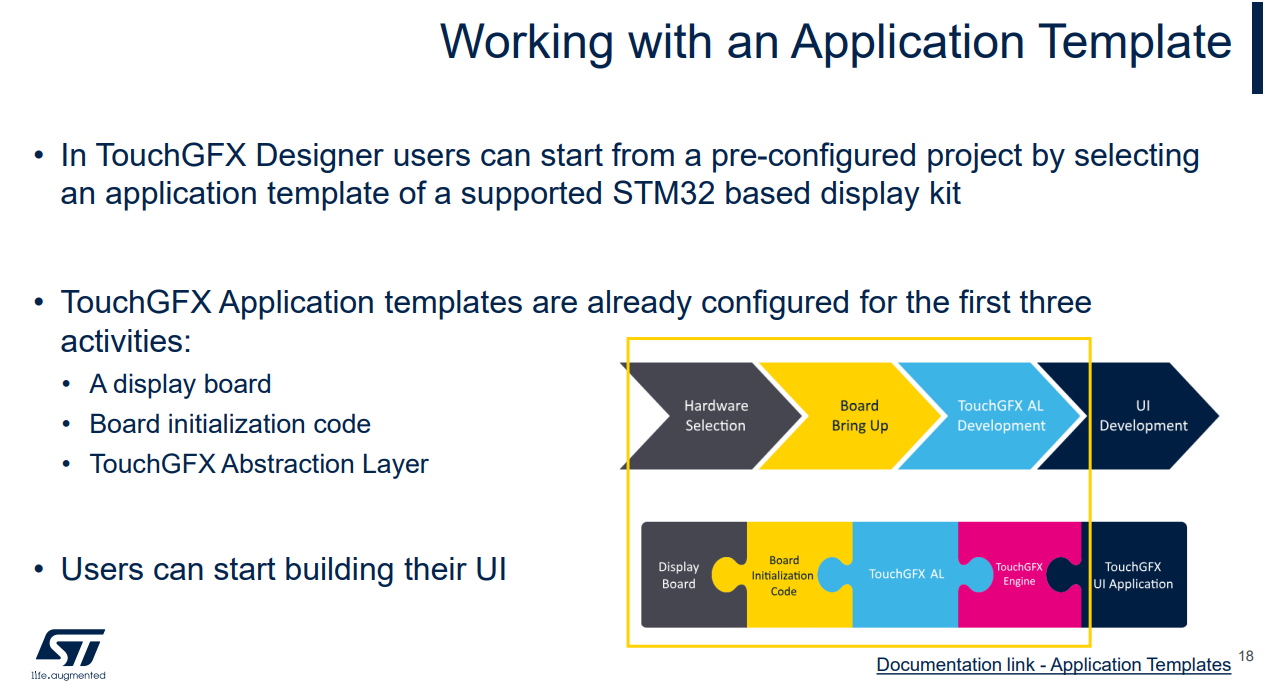 Working with an Application Template
• In TouchGFX Designer users can start from a pre-configured project by selecting
an application template of a supported STM32 based display kit
• TouchGFX Application templates are already configured for the first three
activities:
• A display board
• Board initialization code
• TouchGFX Abstraction Layer
• Users can start building their UI
Hardware
Selection
Board
Bring Up
TouchGFX AL
Development
UI
Development
Display
Board
Board
Initialization
Code
TouchGFX AL
TouchGFX
Engine
TouchGFX
UI Application
ST
life.augmented
Documentation link - Application Templates
18